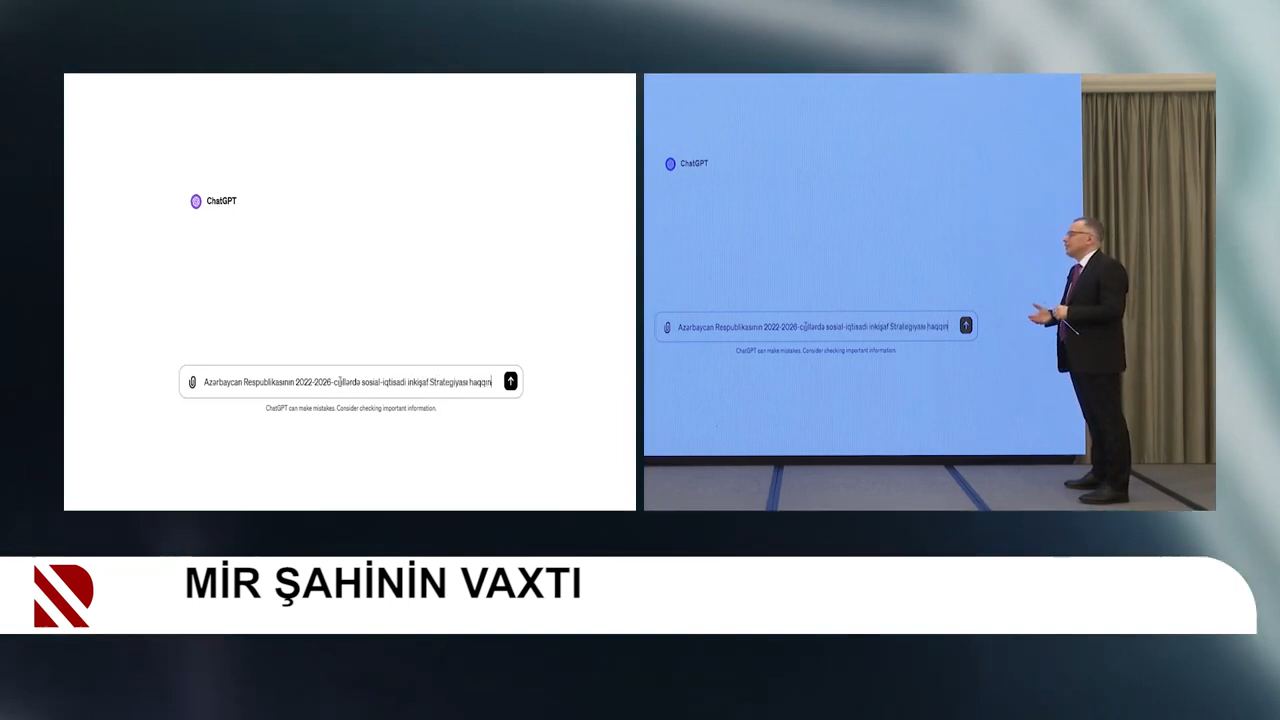 ChatGPT
Azərbaycan Respublikasının 2022-2026-cı illərdə sosial-iqtisadi inkişaf Strategiyası haqqın
ChatGPT can make mistakes. Consider checking important information.
ChatGPT
Azərbaycan Respublikasının 2022-2026-cı illərdə sosial-iqtisadi inkişaf Strategiyası haqqın
ChatGPT can make mistakes. Consider checking important information.
MİR ŞAHİNİN VAXTI